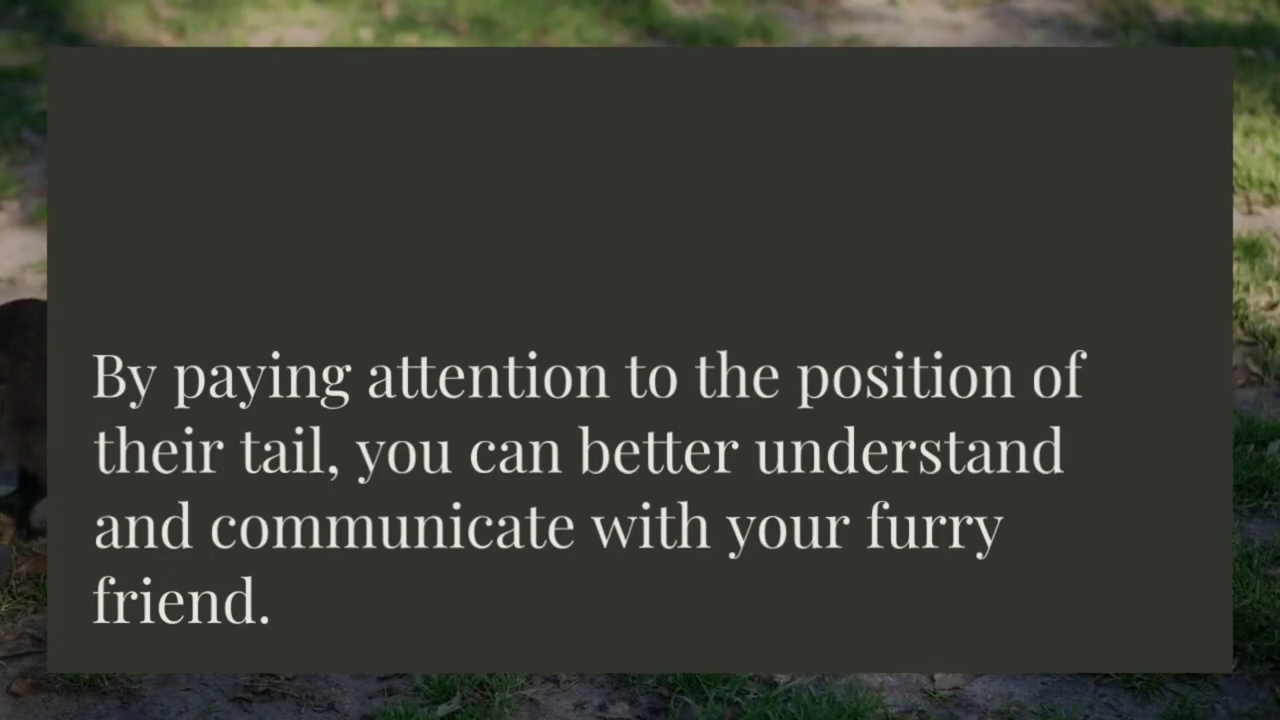 By paying attention to the position of
their tail, you can better understand
and communicate with your furry
friend.